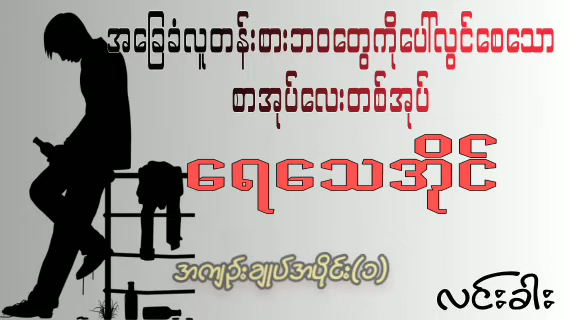 အခြေခံလူတန်းစားဘဝတွေကိုပေါ်လွင်စေသော
စာအုပ်လေးတစ်အုပ်
ရေသေအိုင်
အကျဉ်းချုပ်အပိုင်း(၁)
လင်းခါး